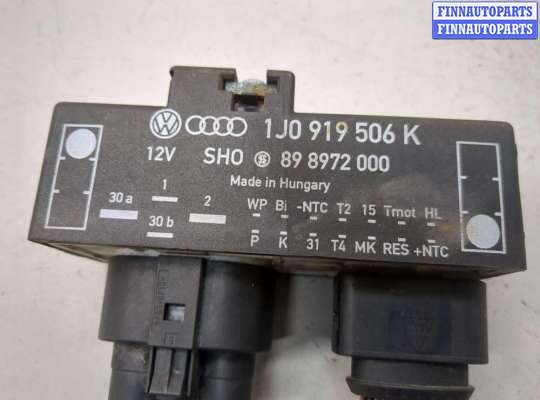 FINNAUTOPARTS
FINNAUTOPARTS
1J0 919 506 K
12V SHO 89 8972 000
Made in Hungary
30 a 1 2
30 b
WP Bi -NTC T2 15 Tmot HL
P K 31 T4 MK RES +NTC